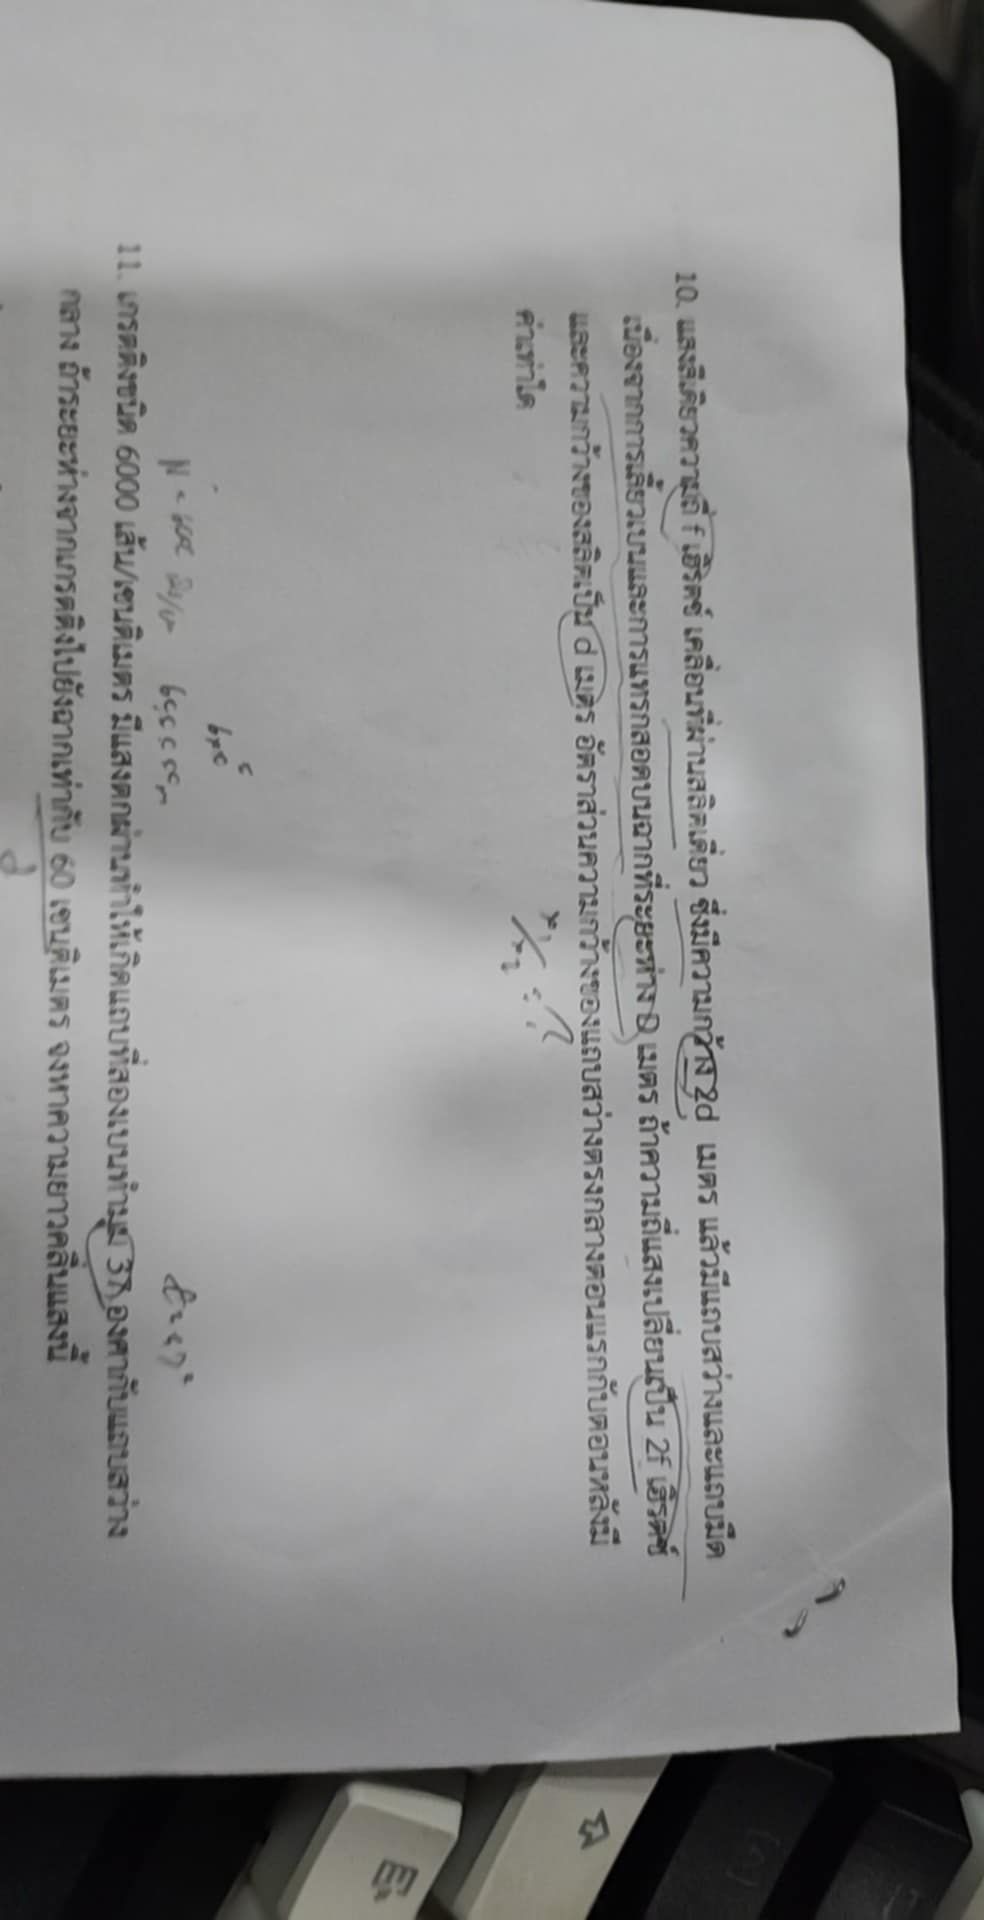 10. แสงสีเดียวความถี่ f เฮิรตซ์ เคลื่อนที่ผ่านสลิตเดี่ยว ซึ่งมีความกว้าง 2d เมตร แล้วมีแถบสว่างและแถบมืด
เนื่องจากการเลี้ยวเบนและการแทรกสอดบนฉากที่ระยะห่าง D เมตร ถ้าความถี่แสงเปลี่ยนเป็น 2f เฮิรตซ์
และความกว้างของสลิตเป็น d เมตร อัตราส่วนความกว้างของแถบสว่างตรงกลางตอนแรกกับตอนหลังมี
ค่าเท่าใด
x₁/x₂ = ?
11. เกรตติงชนิด 6000 เส้น/เซนติเมตร มีแสงตกผ่านทำให้เกิดแถบที่สองเบนทำมุม 37 องศากับแถบสว่าง
กลาง ถ้าระยะห่างจากเกรตติงไปยังฉากเท่ากับ 60 เซนติเมตร จงหาความยาวคลื่นแสงนี้
d